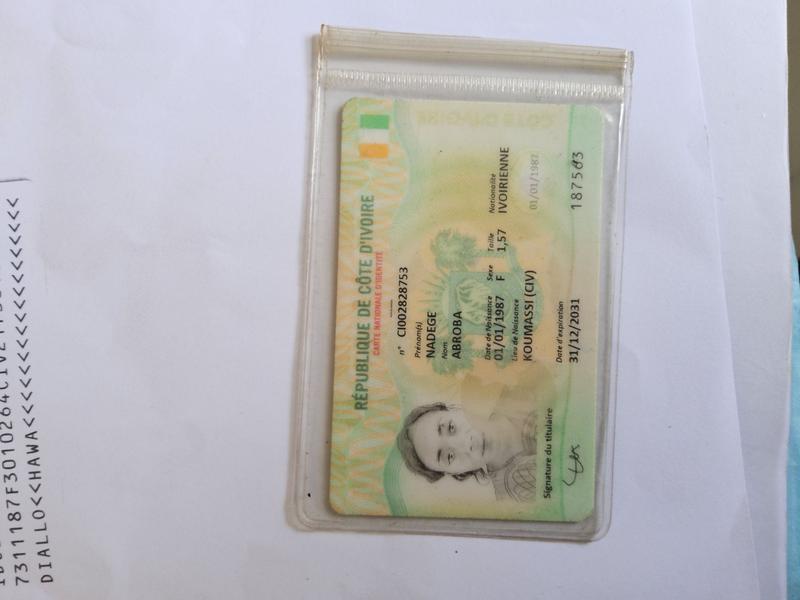 RÉPUBLIQUE DE CÔTE D'IVOIRE
CARTE NATIONALE D'IDENTITÉ
n° CI002828753
Prénom(s)
NADEGE
Nom
ABROBA
Date de Naissance Sexe Taille Nationalité
01/01/1987 F 1,57 IVOIRIENNE
Lieu de Naissance
KOUMASSI (CIV)
01/01/1987
Date d'expiration
31/12/2031
Signature du titulaire
DIALLO<<HAWA<<<<<<<<<<<<<<<<<<